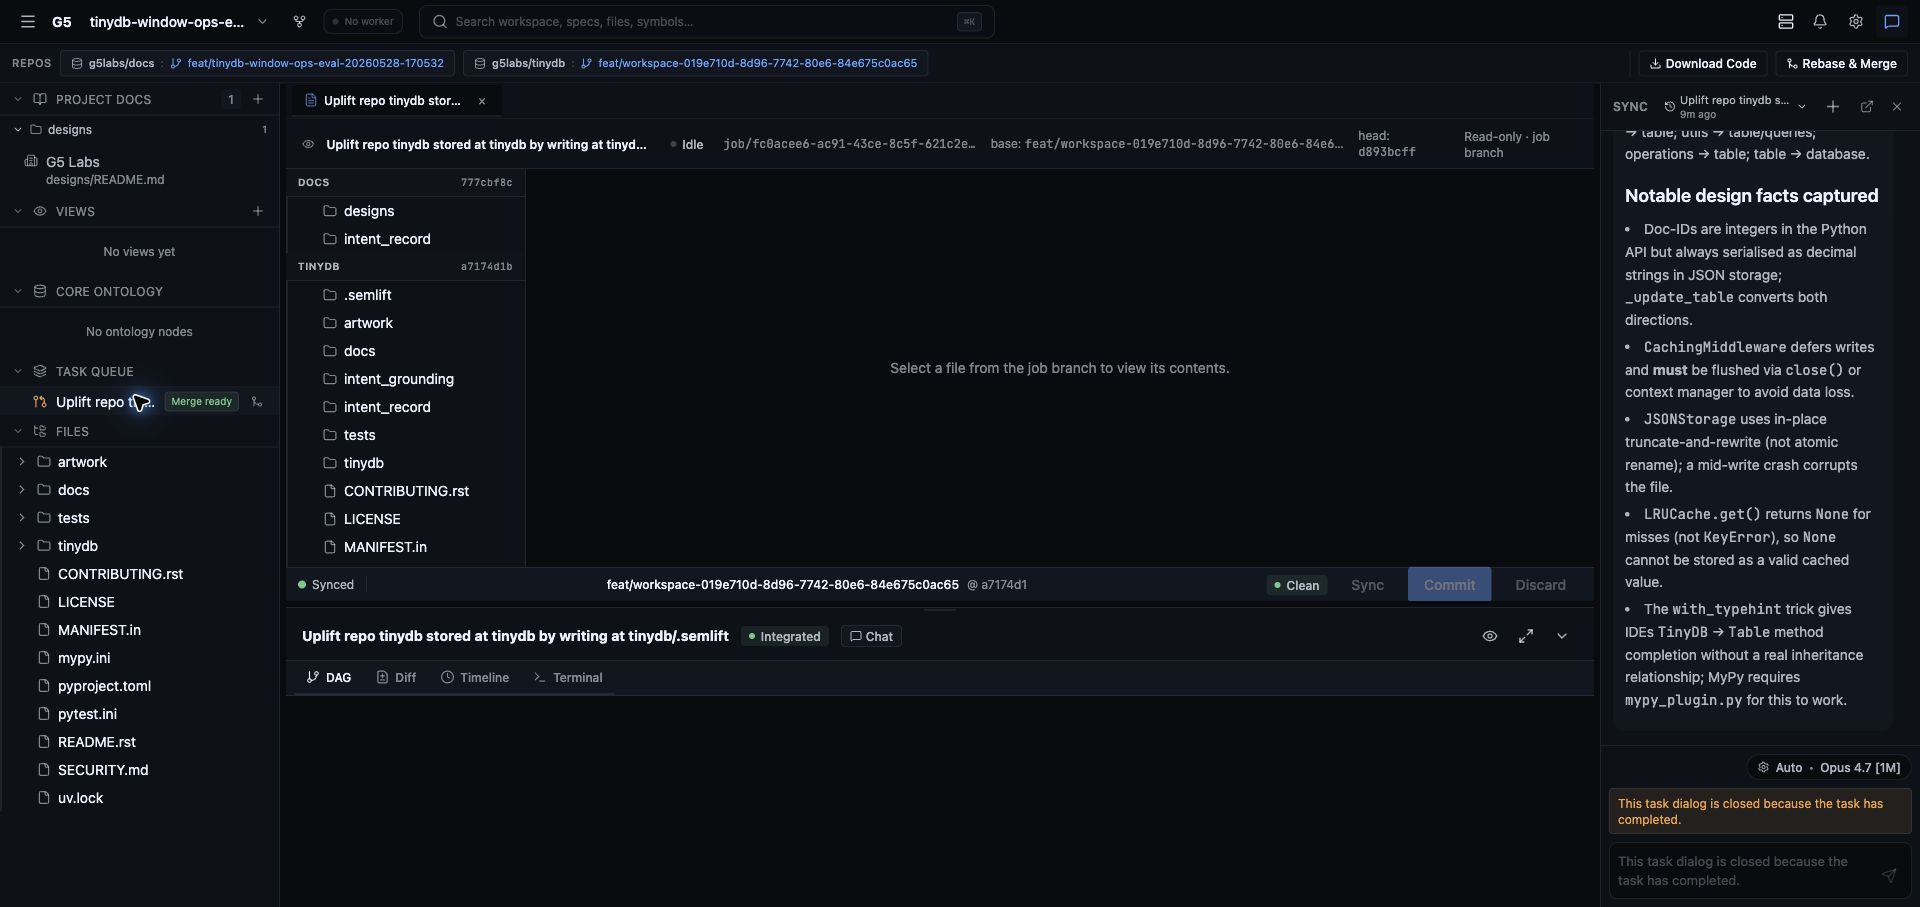 G5 tinydb-window-ops-e... No worker Search workspace, specs, files, symbols... ⌘K
REPOS g5labs/docs : feat/tinydb-window-ops-eval-20260528-170532 g5labs/tinydb : feat/workspace-019e710d-8d96-7742-80e6-84e675c0ac65 Download Code Rebase & Merge
PROJECT DOCS 1
designs 1
G5 Labs
designs/README.md
VIEWS
No views yet
CORE ONTOLOGY
No ontology nodes
TASK QUEUE
Uplift repo t... Merge ready
FILES
artwork
docs
tests
tinydb
CONTRIBUTING.rst
LICENSE
MANIFEST.in
mypy.ini
pyproject.toml
pytest.ini
README.rst
SECURITY.md
uv.lock
Uplift repo tinydb stor... ×
Uplift repo tinydb stored at tinydb by writing at tinyd... Idle job/fc0acee6-ac91-43ce-8c5f-621c2e... base: feat/workspace-019e710d-8d96-7742-80e6-84e6... head:
d893bcff
Read-only · job
branch
DOCS 777cbf8c
designs
intent_record
TINYDB a7174d1b
.semlift
artwork
docs
intent_grounding
intent_record
tests
tinydb
CONTRIBUTING.rst
LICENSE
MANIFEST.in
Select a file from the job branch to view its contents.
Synced feat/workspace-019e710d-8d96-7742-80e6-84e675c0ac65 @ a7174d1 Clean Sync Commit Discard
Uplift repo tinydb stored at tinydb by writing at tinydb/.semlift Integrated Chat
DAG Diff Timeline Terminal
SYNC Uplift repo tinydb s...
9m ago
→ table; utils → table/queries;
operations → table; table → database.
Notable design facts captured
• Doc-IDs are integers in the Python
API but always serialised as decimal
strings in JSON storage;
_update_table converts both
directions.
• CachingMiddleware defers writes
and must be flushed via close() or
context manager to avoid data loss.
• JSONStorage uses in-place
truncate-and-rewrite (not atomic
rename); a mid-write crash corrupts
the file.
• LRUCache.get() returns None for
misses (not KeyError), so None
cannot be stored as a valid cached
value.
• The with_typehint trick gives
IDEs TinyDB → Table method
completion without a real inheritance
relationship; MyPy requires
mypy_plugin.py for this to work.
Auto · Opus 4.7 [1M]
This task dialog is closed because the task has
completed.
This task dialog is closed because the
task has completed.